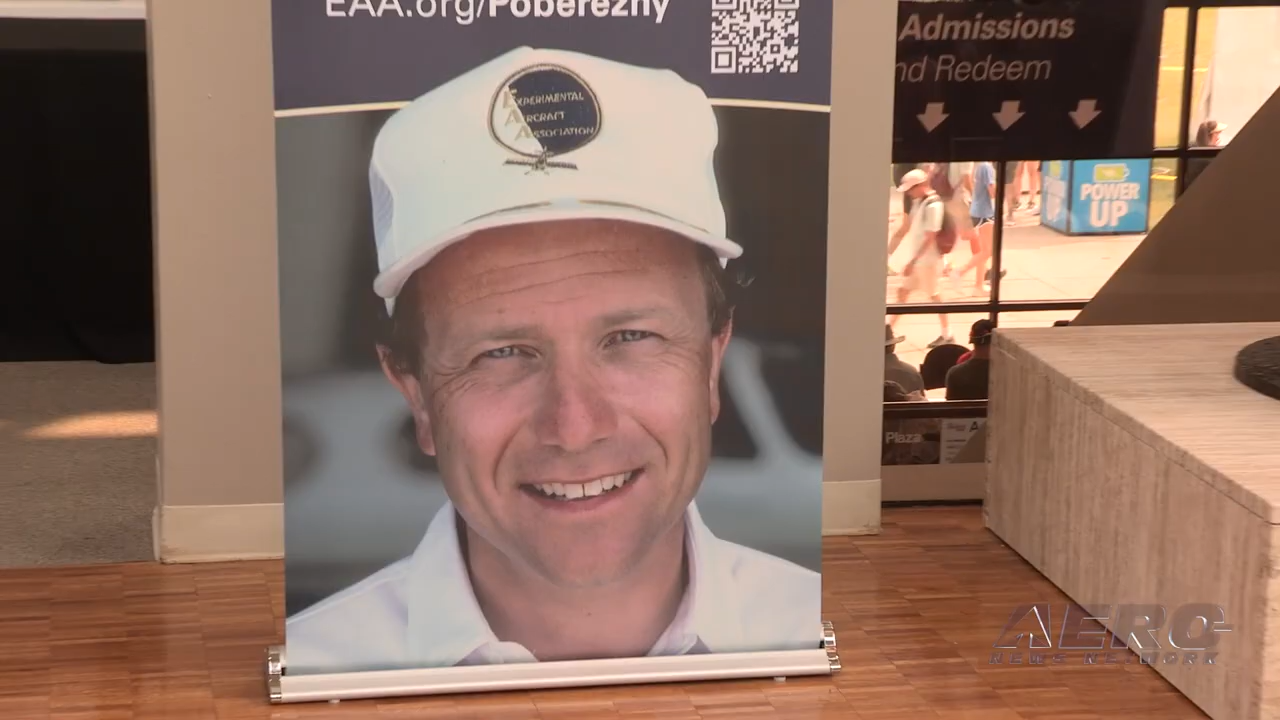 EAA.org/Poberezny
EXPERIMENTAL
AIRCRAFT
ASSOCIATION
Admissions
nd Redeem
POWER
UP
Plaza
AERO
NEWS NETWORK